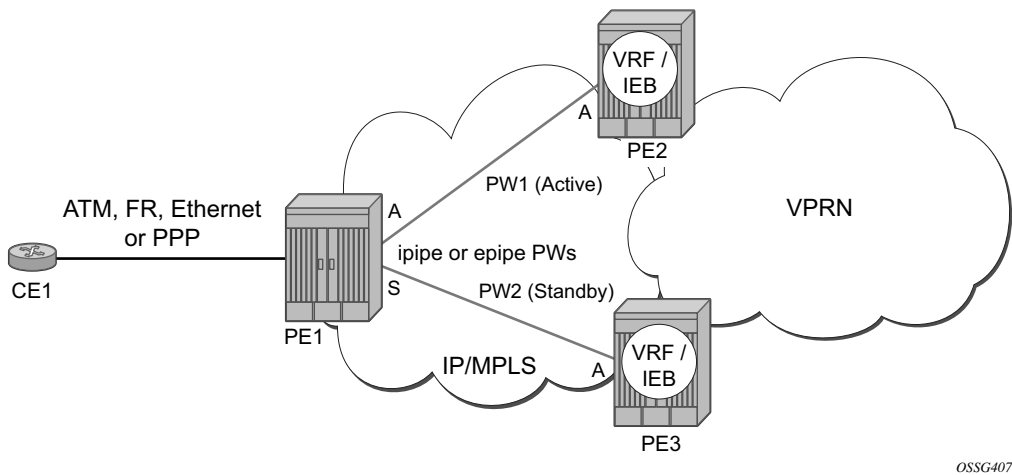 VRF /
IEB
A
PE2
PW1 (Active)
ATM, FR, Ethernet
or PPP
A
VPRN
ipipe or epipe PWs
CE1
S
PW2 (Standby)
PE1
IP/MPLS
A
VRF /
IEB
PE3
OSSG407